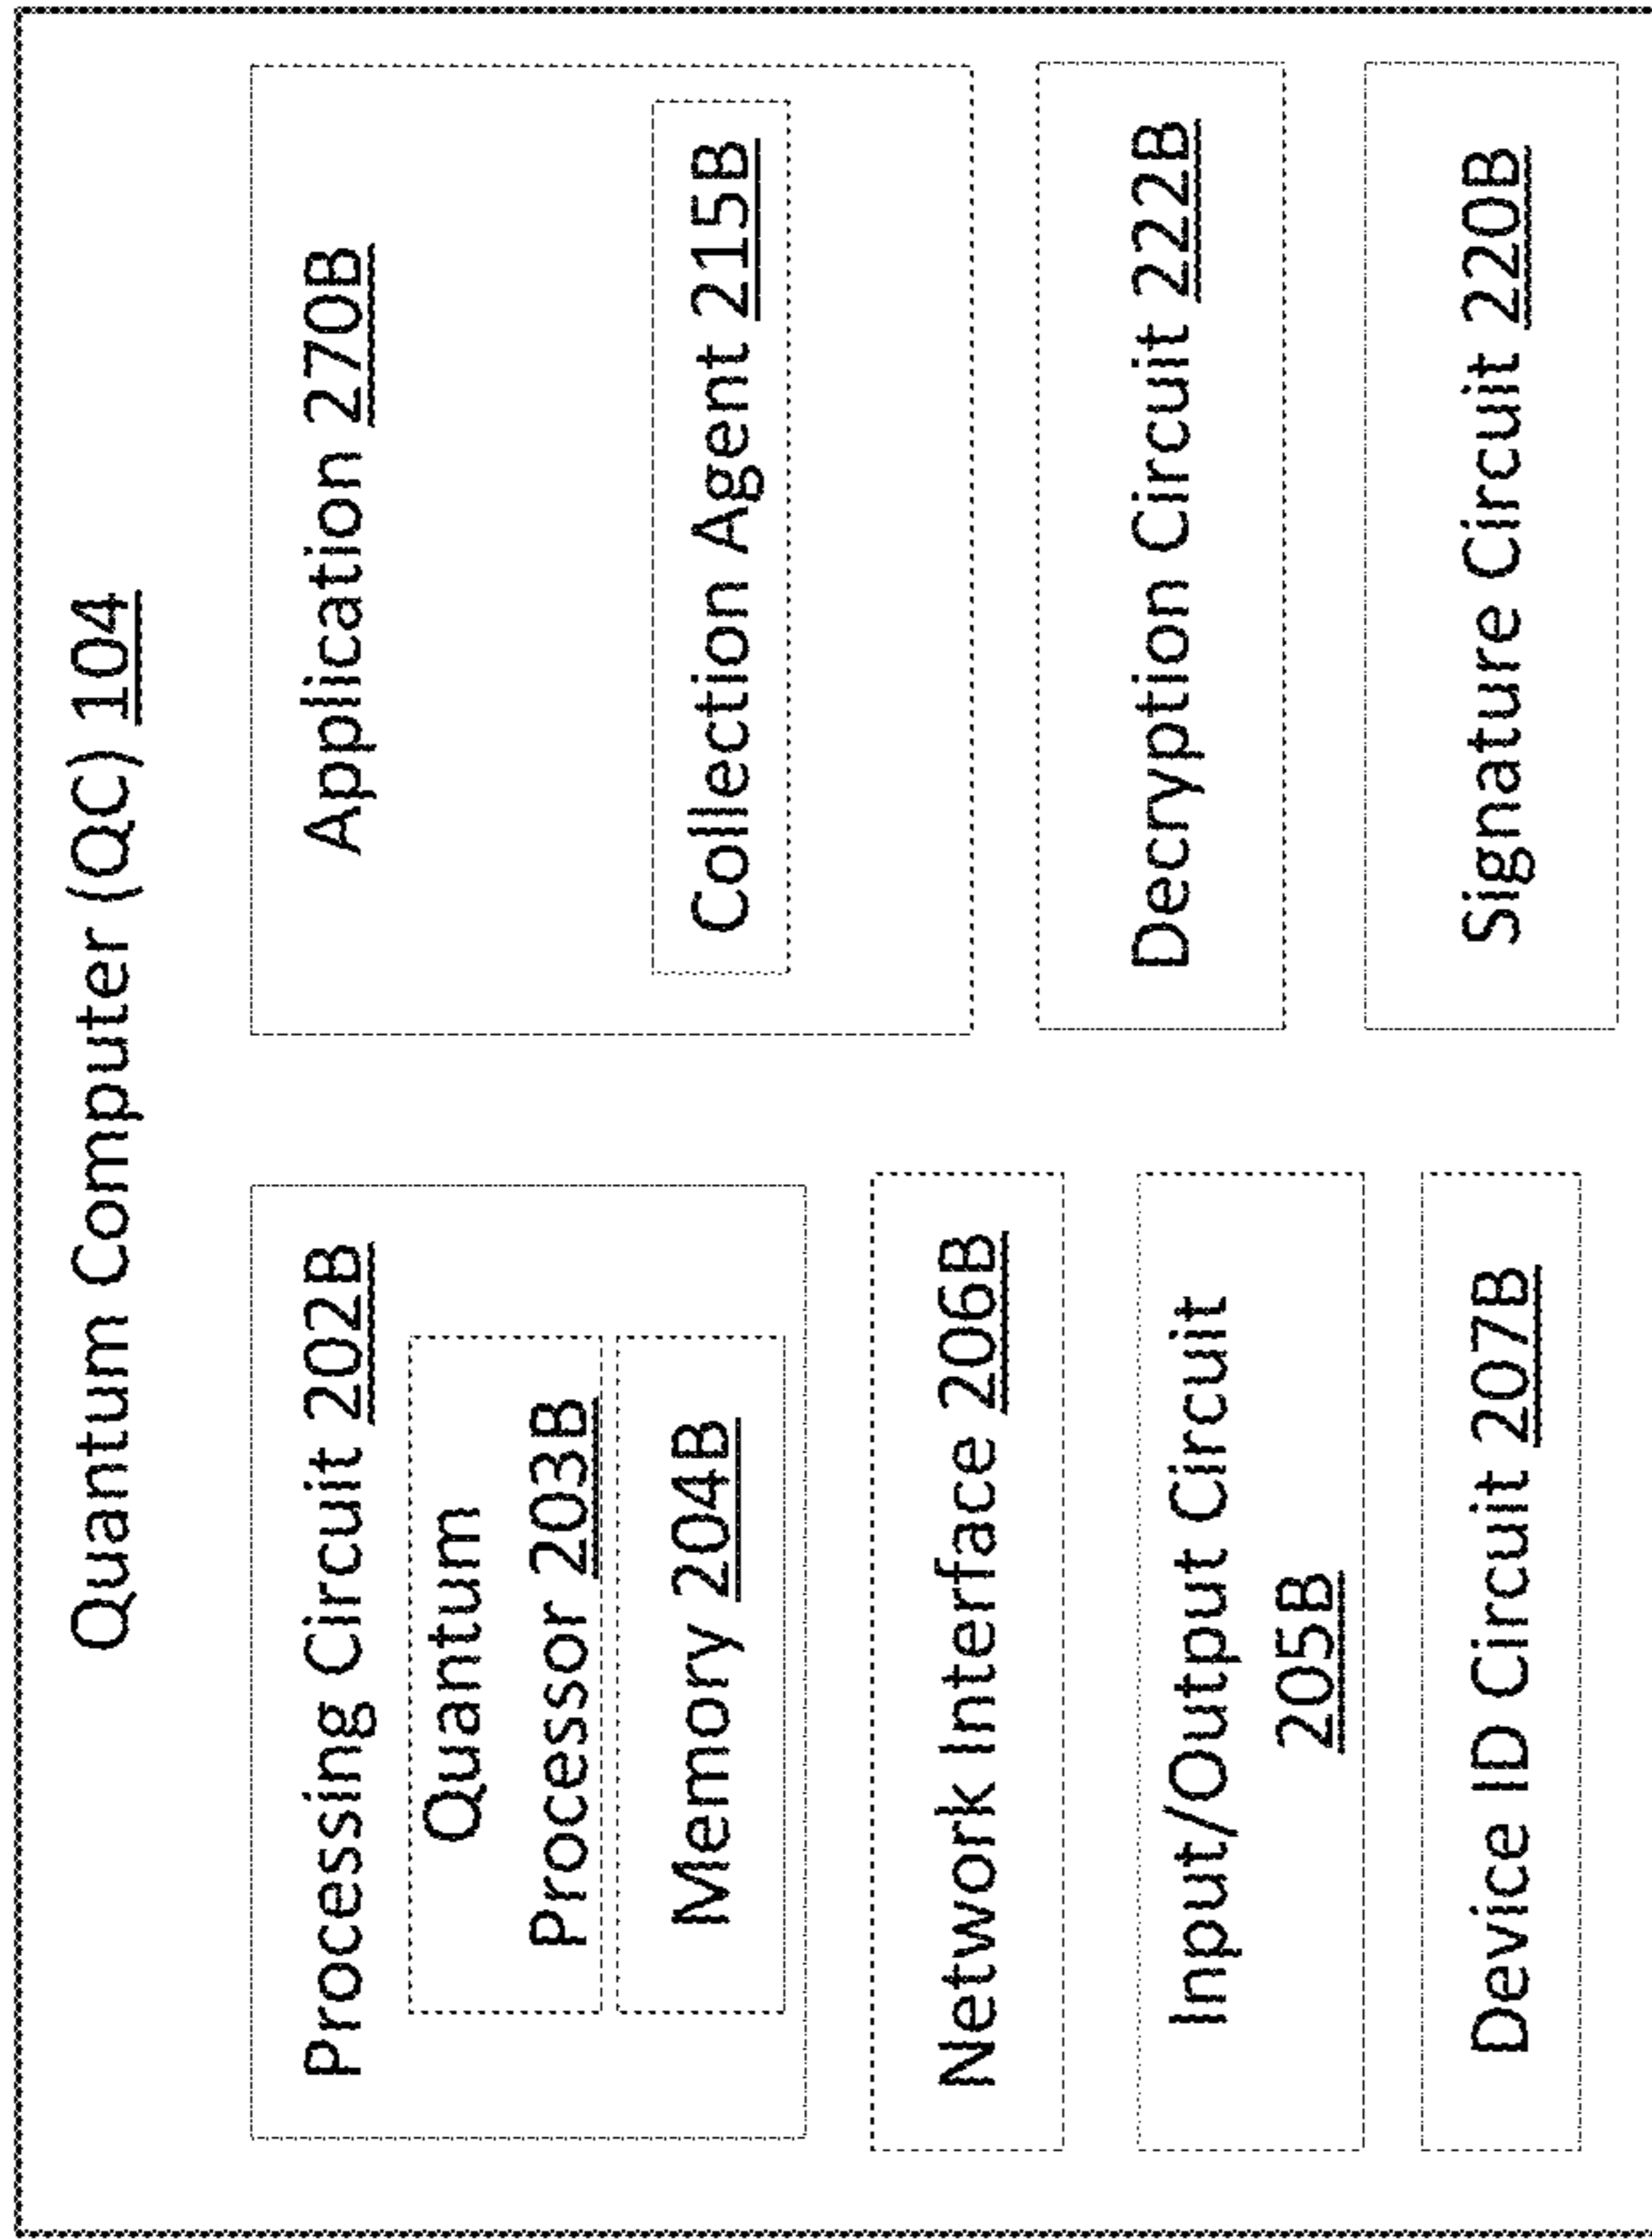 Quantum Computer (QC) 104
Processing Circuit 202B
Quantum
Processor 203B
Memory 204B
Network Interface 206B
Input/Output Circuit
205B
Device ID Circuit 207B
Application 270B
Collection Agent 215B
Decryption Circuit 222B
Signature Circuit 220B